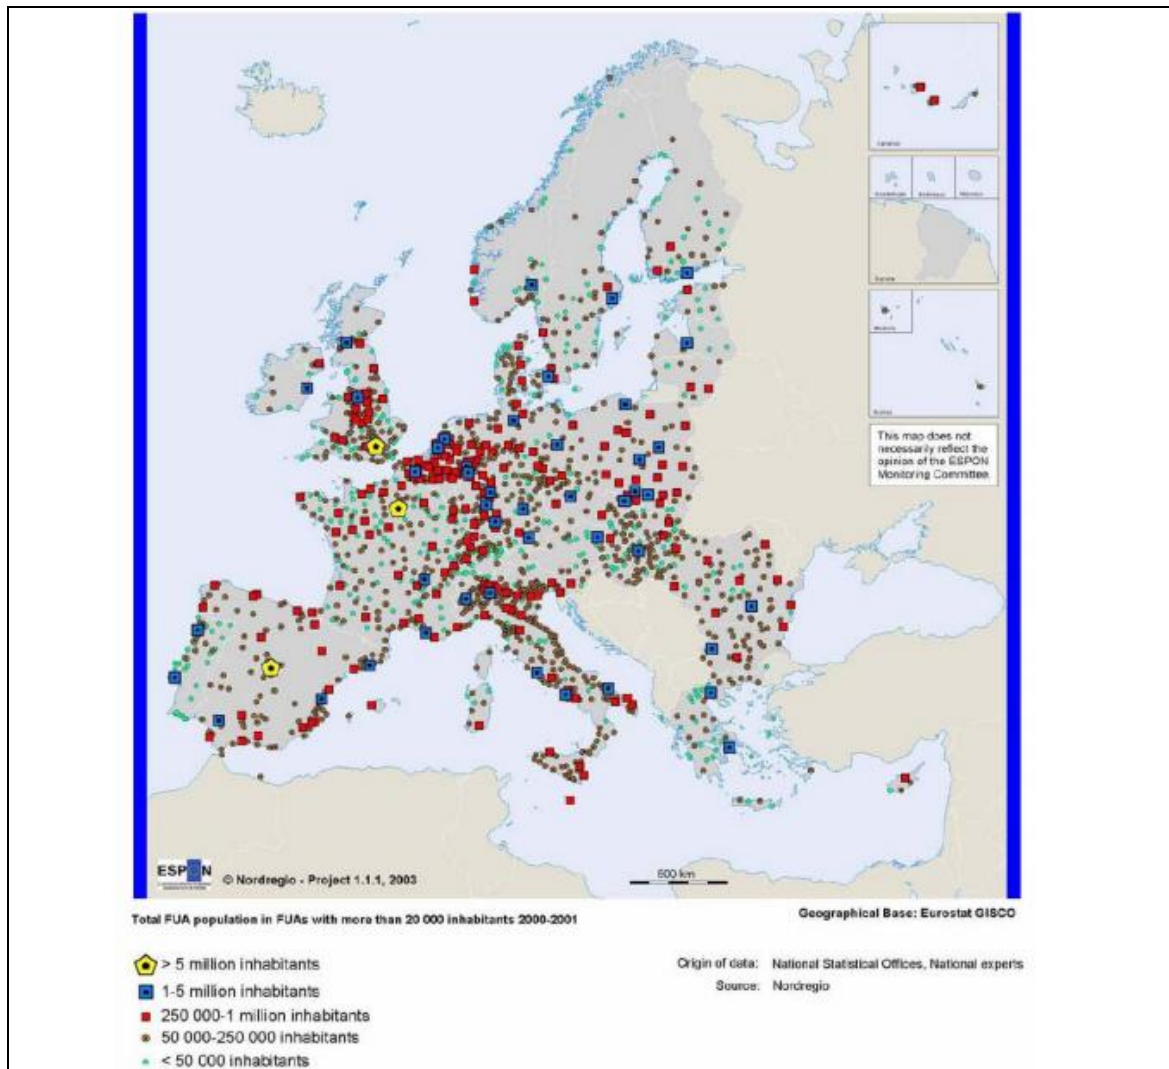 This map does not
necessarily reflect the
opinion of the ESPON
Monitoring Committee.
500 km
ESPON
© Nordregio - Project 1.1.1, 2003
Total FUA population in FUAs with more than 20 000 inhabitants 2000-2001
Geographical Base: Eurostat GISCO
> 5 million inhabitants
1-5 million inhabitants
250 000-1 million inhabitants
50 000-250 000 inhabitants
< 50 000 inhabitants
Origin of data: National Statistical Offices, National experts
Source: Nordregio